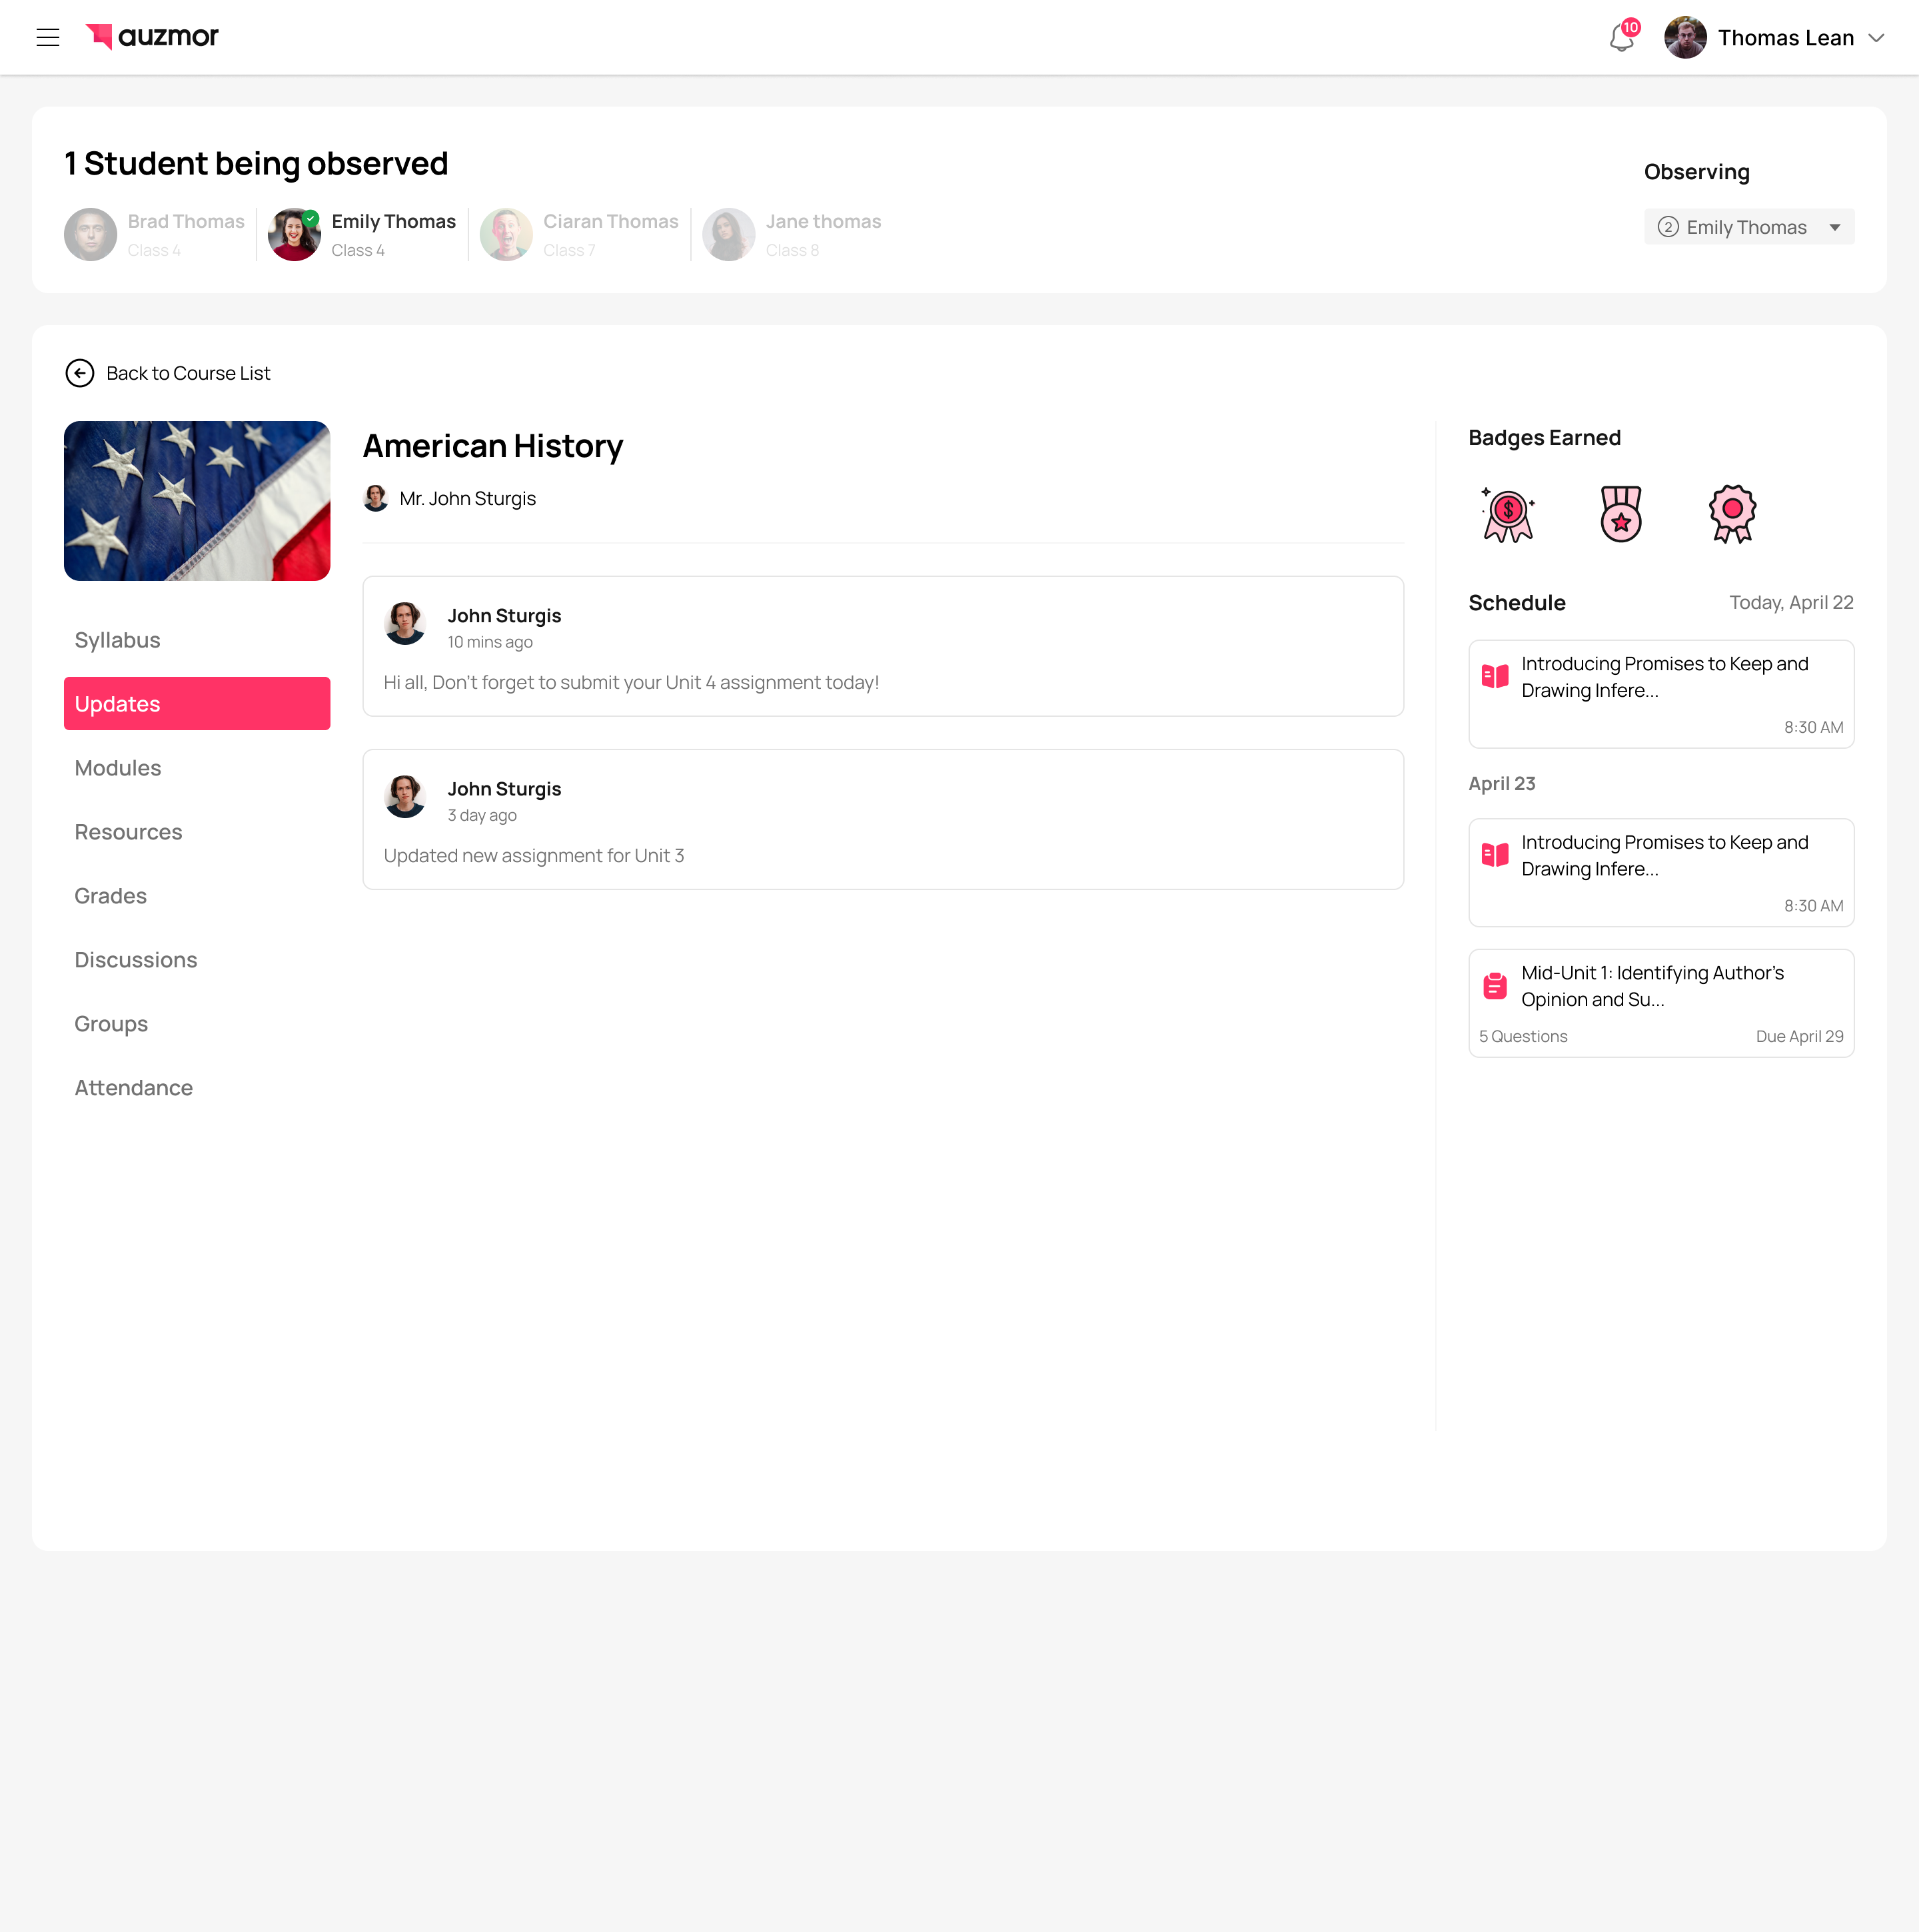 auzmor
10
Thomas Lean
1 Student being observed
Brad Thomas
Class 4
Emily Thomas
Class 4
Ciaran Thomas
Class 7
Jane thomas
Class 8
Observing
2 Emily Thomas
Back to Course List
Syllabus
Updates
Modules
Resources
Grades
Discussions
Groups
Attendance
American History
Mr. John Sturgis
John Sturgis
10 mins ago
Hi all, Don't forget to submit your Unit 4 assignment today!
John Sturgis
3 day ago
Updated new assignment for Unit 3
Badges Earned
$
Schedule
Today, April 22
Introducing Promises to Keep and
Drawing Infere...
8:30 AM
April 23
Introducing Promises to Keep and
Drawing Infere...
8:30 AM
Mid-Unit 1: Identifying Author's
Opinion and Su...
5 Questions
Due April 29